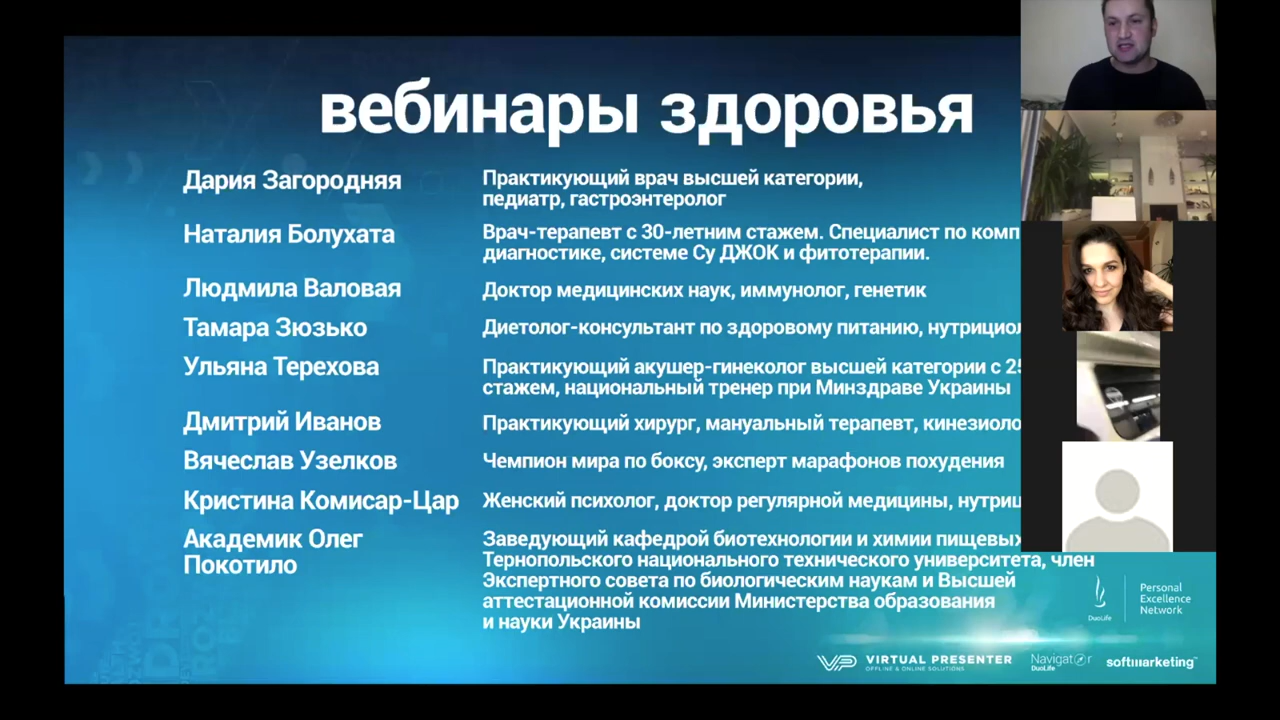 вебинары здоровья
Дария Загородняя
Практикующий врач высшей категории,
педиатр, гастроэнтеролог
Наталия Болухата
Врач-терапевт с 30-летним стажем. Специалист по комп
диагностике, системе Су ДЖОК и фитотерапии.
Людмила Валовая
Доктор медицинских наук, иммунолог, генетик
Тамара Зюзько
Диетолог-консультант по здоровому питанию, нутрициол
Ульяна Терехова
Практикующий акушер-гинеколог высшей категории с 25
стажем, национальный тренер при Минздраве Украины
Дмитрий Иванов
Практикующий хирург, мануальный терапевт, кинезиоло
Вячеслав Узелков
Чемпион мира по боксу, эксперт марафонов похудения
Кристина Комисар-Цар
Женский психолог, доктор регулярной медицины, нутриц
Академик Олег
Покотило
Заведующий кафедрой биотехнологии и химии пищевых
Тернопольского национального технического университета, член
Экспертного совета по биологическим наукам и Высшей
аттестационной комиссии Министерства образования
и науки Украины
DuoLife
Personal
Excellence
Network
VP VIRTUAL PRESENTER
OFFLINE & ONLINE SOLUTIONS
Navigator
DuoLife
softmarketing